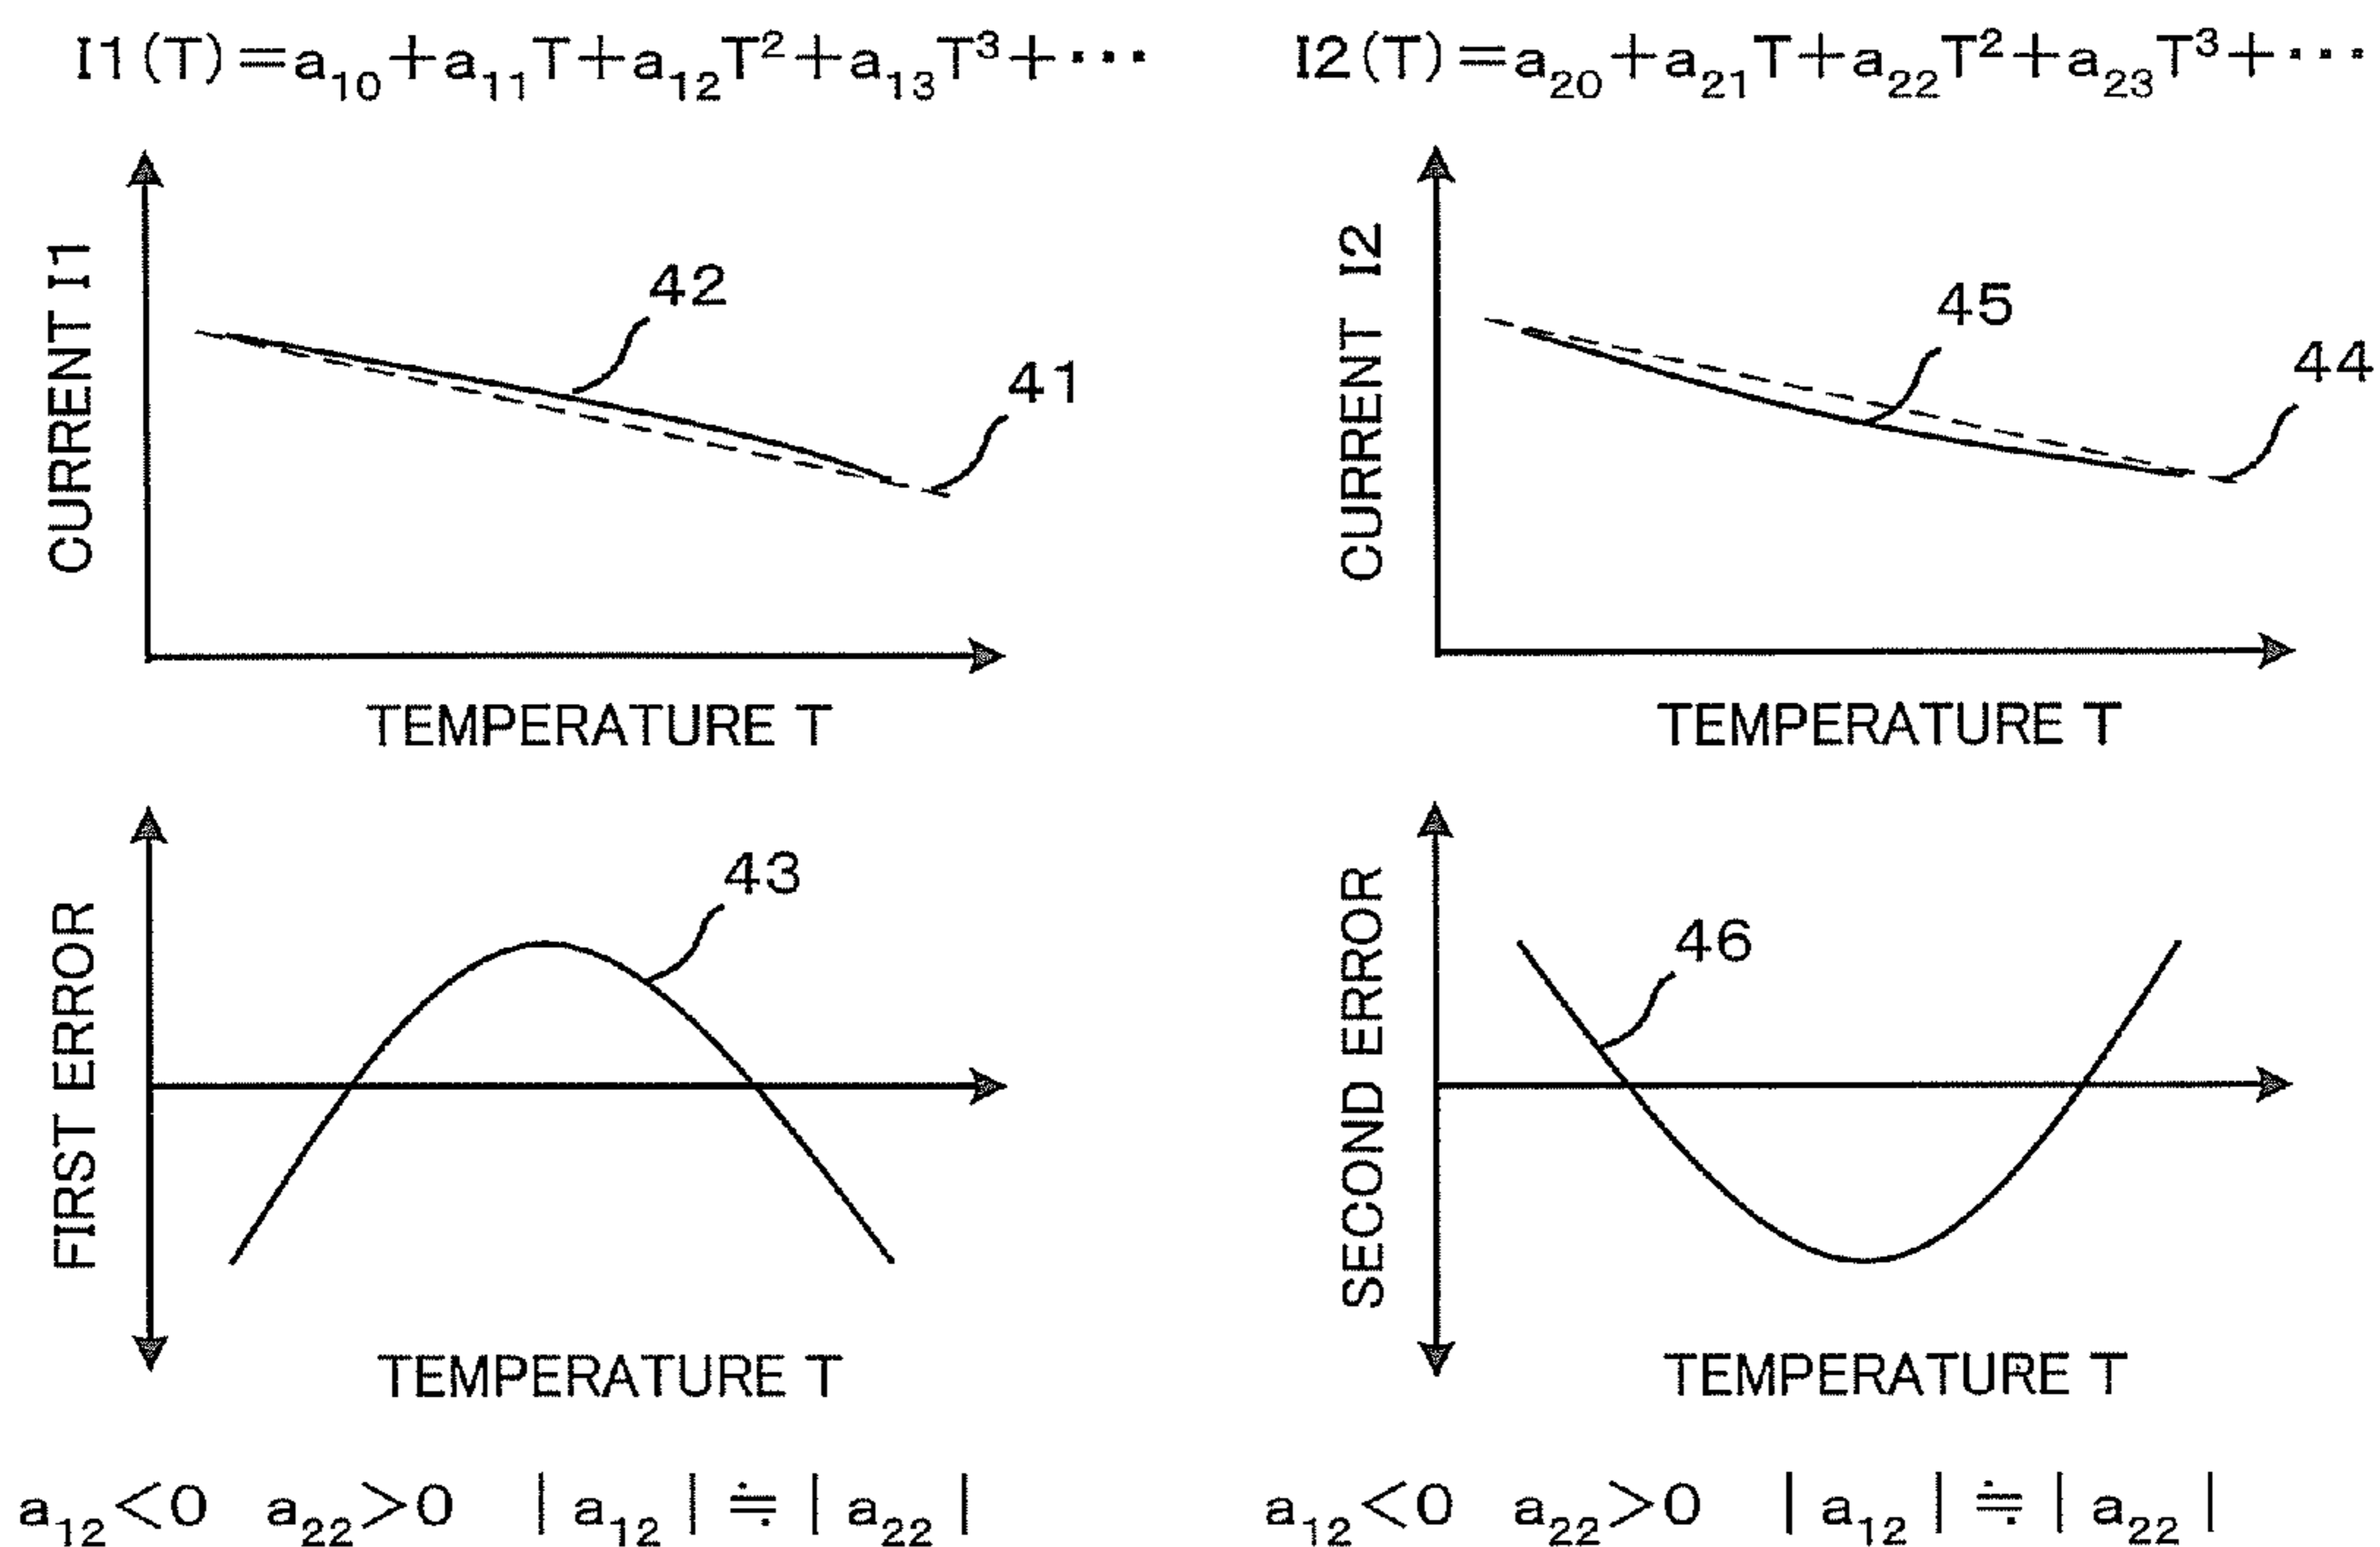 I1(T)=a₁₀+a₁₁T+a₁₂T²+a₁₃T³+⋯
CURRENT I1
42
41
TEMPERATURE T
FIRST ERROR
43
TEMPERATURE T
a₁₂<0 a₂₂>0 |a₁₂|≒|a₂₂|
I2(T)=a₂₀+a₂₁T+a₂₂T²+a₂₃T³+⋯
CURRENT I2
45
44
TEMPERATURE T
SECOND ERROR
46
TEMPERATURE T
a₁₂<0 a₂₂>0 |a₁₂|≒|a₂₂|